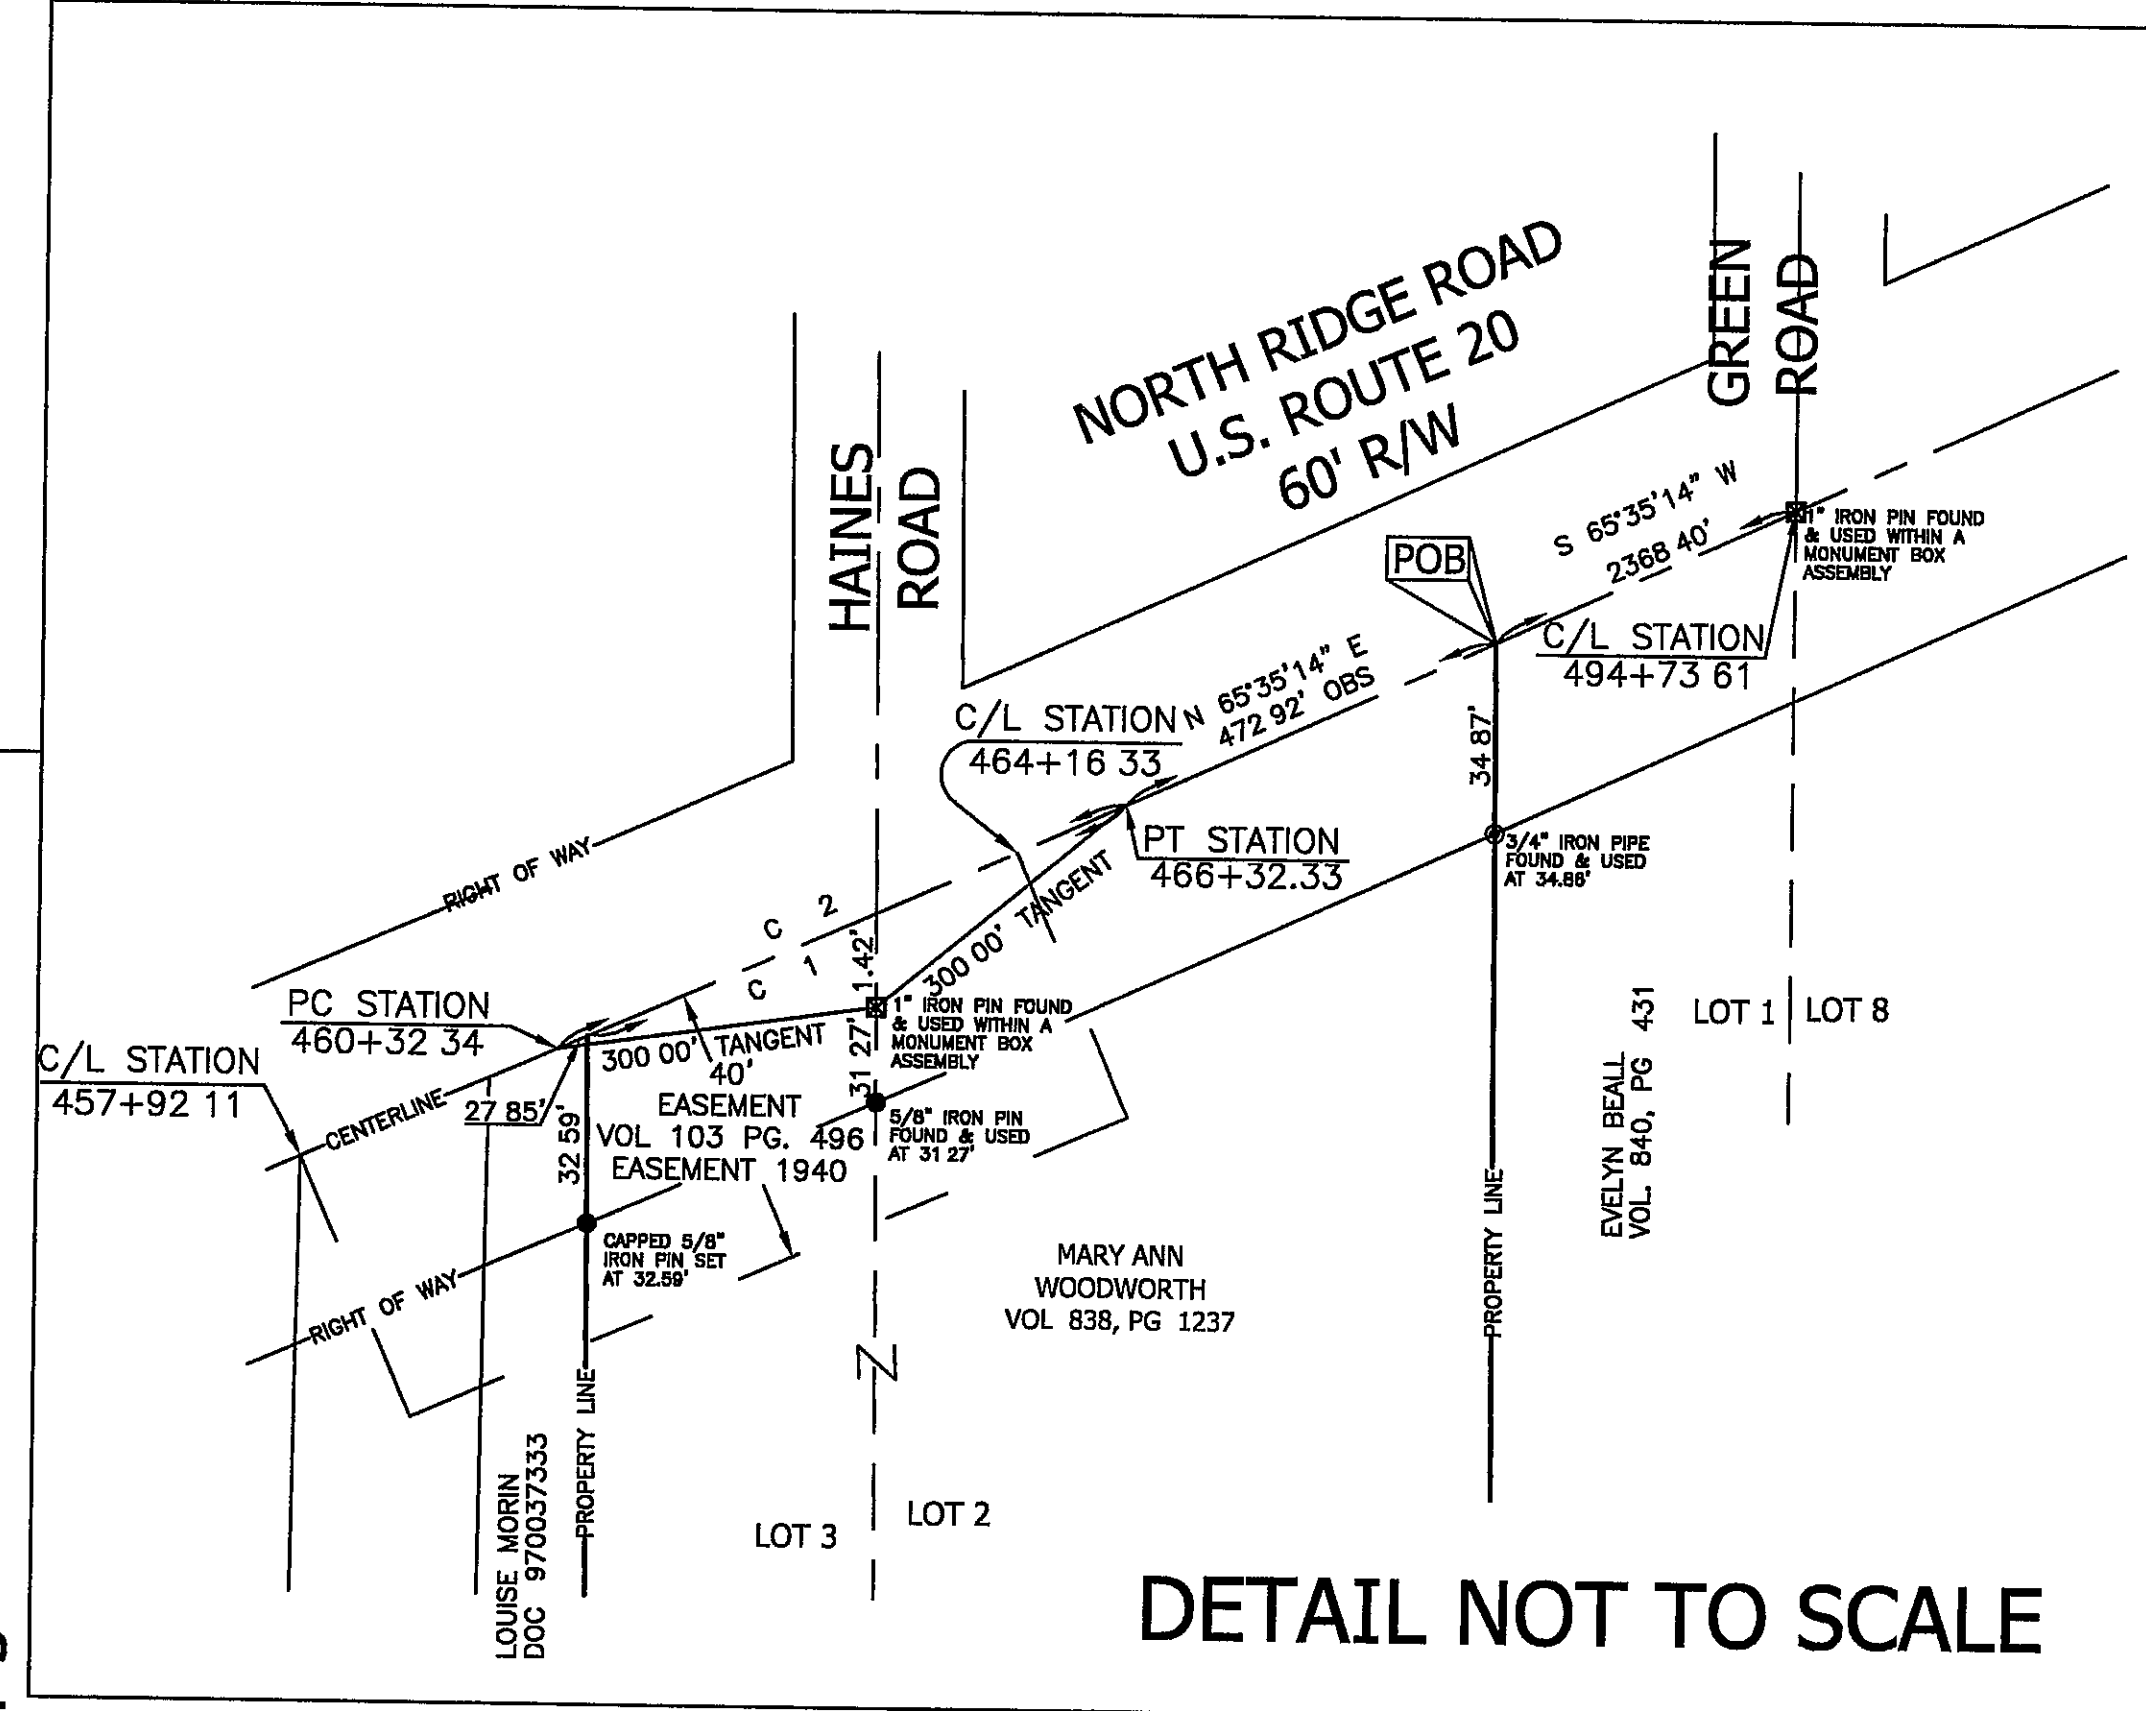 NORTH RIDGE ROAD
U.S. ROUTE 20
60' R/W
GREEN
ROAD
HAINES
ROAD
S 65°35'14" W
2368 40'
1" IRON PIN FOUND
& USED WITHIN A
MONUMENT BOX
ASSEMBLY
POB
C/L STATION
494+73 61
N 65°35'14" E
472 92' OBS
C/L STATION
464+16 33
34 87'
PT STATION
466+32.33
3/4" IRON PIPE
FOUND & USED
AT 34.88'
RIGHT OF WAY
C 2
C 1
1.42'
300 00' TANGENT
PC STATION
460+32 34
1" IRON PIN FOUND
& USED WITHIN A
MONUMENT BOX
ASSEMBLY
300 00' TANGENT
31 27'
C/L STATION
457+92 11
CENTERLINE
27 85'
32 59'
40'
EASEMENT
VOL 103 PG. 496
EASEMENT 1940
5/8" IRON PIN
FOUND & USED
AT 31 27'
LOT 1
LOT 8
EVELYN BEALL
VOL. 840, PG 431
CAPPED 5/8"
IRON PIN SET
AT 32.59'
RIGHT OF WAY
MARY ANN
WOODWORTH
VOL 838, PG 1237
PROPERTY LINE
PROPERTY LINE
LOUISE MORIN
DOC 970037333
LOT 3
LOT 2
DETAIL NOT TO SCALE